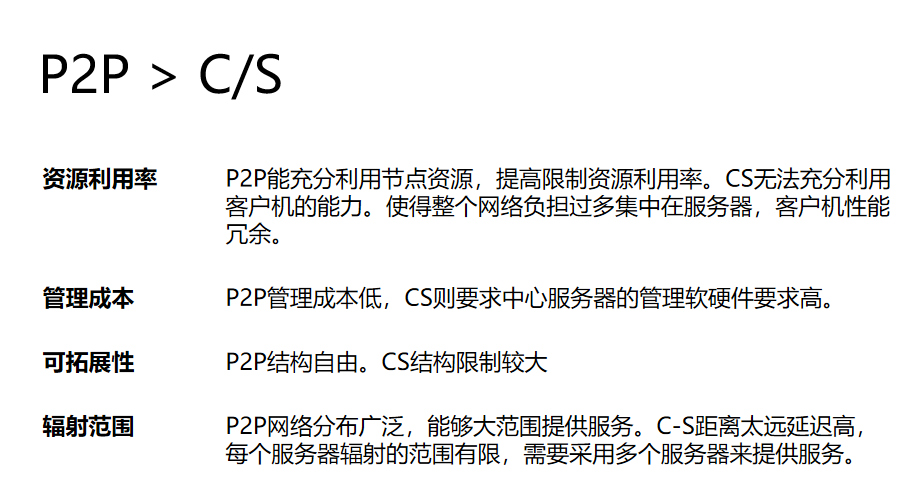 P2P > C/S
资源利用率
P2P能充分利用节点资源，提高限制资源利用率。CS无法充分利用
客户机的能力。使得整个网络负担过多集中在服务器，客户机性能
冗余。
管理成本
P2P管理成本低，CS则要求中心服务器的管理软硬件要求高。
可拓展性
P2P结构自由。CS结构限制较大
辐射范围
P2P网络分布广泛，能够大范围提供服务。C-S距离太远延迟高，
每个服务器辐射的范围有限，需要采用多个服务器来提供服务。